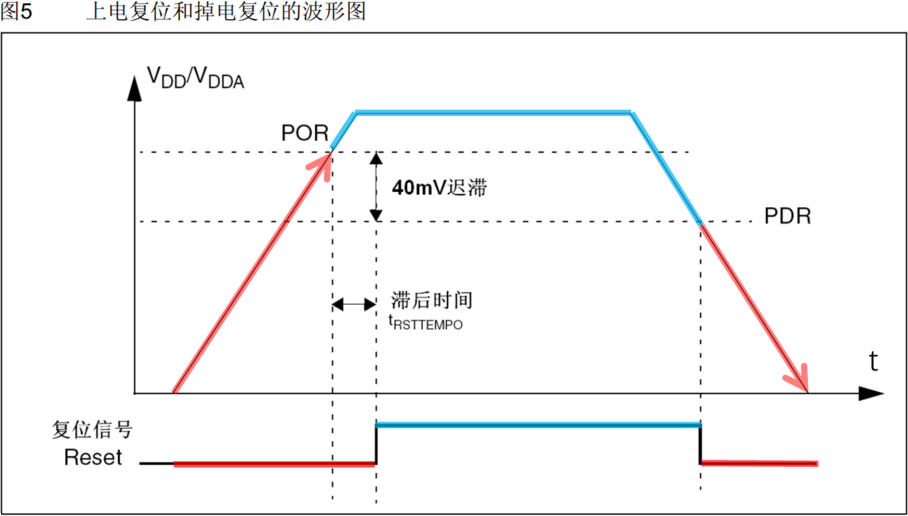 图5 上电复位和掉电复位的波形图
VDD/VDDA
POR
40mV迟滞
PDR
滞后时间
tRSTTEMPO
t
复位信号
Reset